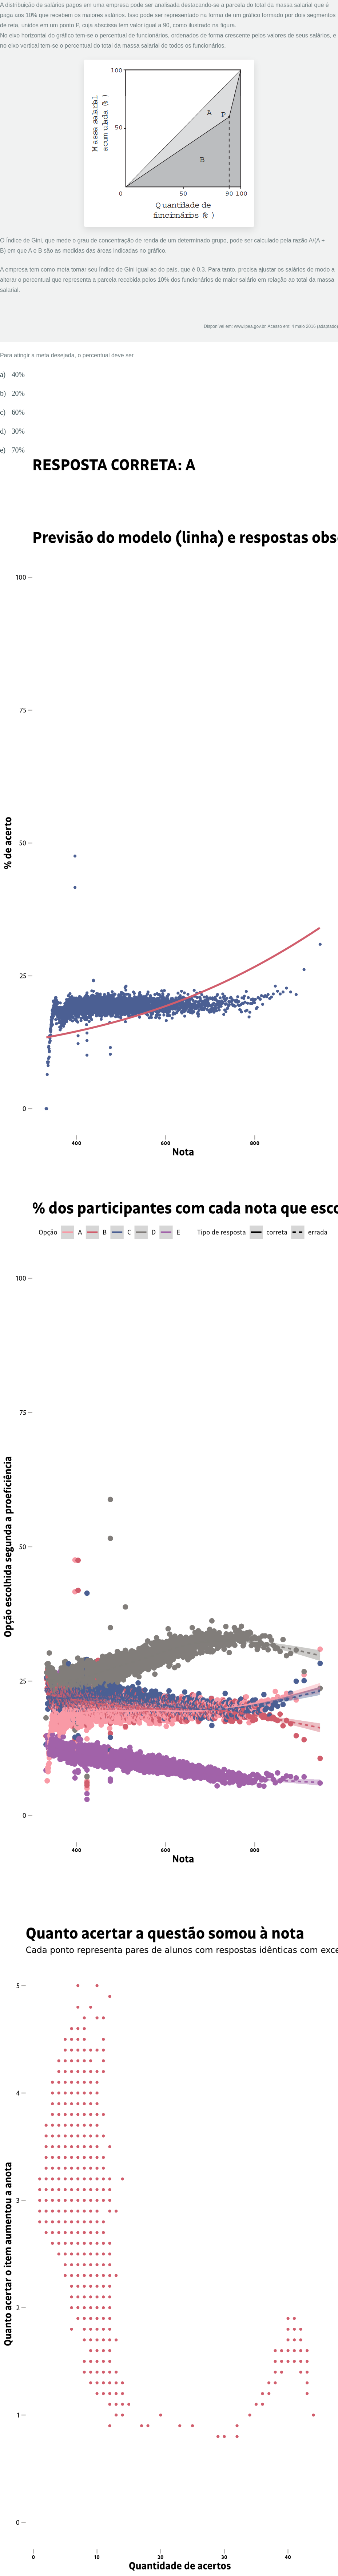 A distribuição de salários pagos em uma empresa pode ser analisada destacando-se a parcela do total da massa salarial que é
paga aos 10% que recebem os maiores salários. Isso pode ser representado na forma de um gráfico formado por dois segmentos
de reta, unidos em um ponto P, cuja abscissa tem valor igual a 90, como ilustrado na figura.
No eixo horizontal do gráfico tem-se o percentual de funcionários, ordenados de forma crescente pelos valores de seus salários, e
no eixo vertical tem-se o percentual do total da massa salarial de todos os funcionários.
100
50
0
50
90 100
A
P
B
Massa salarial
acumulada (%)
Quantidade de
funcionários (%)
O Índice de Gini, que mede o grau de concentração de renda de um determinado grupo, pode ser calculado pela razão A/(A +
B) em que A e B são as medidas das áreas indicadas no gráfico.
A empresa tem como meta tornar seu Índice de Gini igual ao do país, que é 0,3. Para tanto, precisa ajustar os salários de modo a
alterar o percentual que representa a parcela recebida pelos 10% dos funcionários de maior salário em relação ao total da massa
salarial.
Disponível em: www.ipea.gov.br. Acesso em: 4 maio 2016 (adaptado)
Para atingir a meta desejada, o percentual deve ser
a) 40%
b) 20%
c) 60%
d) 30%
e) 70%
RESPOSTA CORRETA: A
Previsão do modelo (linha) e respostas obs
100
75
50
25
0
% de acerto
400
600
800
Nota
% dos participantes com cada nota que esco
Opção A B C D E Tipo de resposta correta errada
100
75
50
25
0
Opção escolhida segunda a proeficiência
400
600
800
Nota
Quanto acertar a questão somou à nota
Cada ponto representa pares de alunos com respostas idênticas com exce
5
4
3
2
1
0
Quanto acertar o item aumentou a anota
0
10
20
30
40
Quantidade de acertos